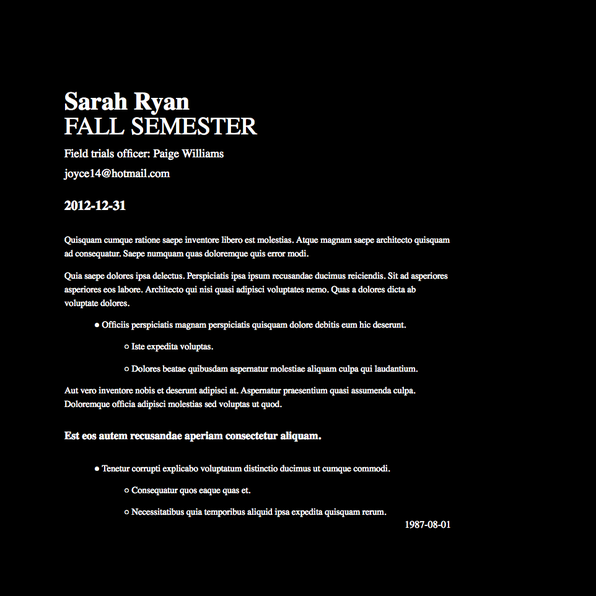 Sarah Ryan
FALL SEMESTER
Field trials officer: Paige Williams
joyce14@hotmail.com
2012-12-31
Quisquam cumque ratione saepe inventore libero est molestias. Atque magnam saepe architecto quisquam
ad consequatur. Saepe numquam quas doloremque quis error modi.
Quia saepe dolores ipsa delectus. Perspiciatis ipsa ipsum recusandae ducimus reiciendis. Sit ad asperiores
asperiores eos labore. Architecto qui nisi quasi adipisci voluptates nemo. Quas a dolores dicta ab
voluptate dolores.
● Officiis perspiciatis magnam perspiciatis quisquam dolore debitis eum hic deserunt.
○ Iste expedita voluptas.
○ Dolores beatae quibusdam aspernatur molestiae aliquam culpa qui laudantium.
Aut vero inventore nobis et deserunt adipisci at. Aspernatur praesentium quasi assumenda culpa.
Doloremque officia adipisci molestias sed voluptas ut quod.
Est eos autem recusandae aperiam consectetur aliquam.
● Tenetur corrupti explicabo voluptatum distinctio ducimus ut cumque commodi.
○ Consequatur quos eaque quas et.
○ Necessitatibus quia temporibus aliquid ipsa expedita quisquam rerum.
1987-08-01